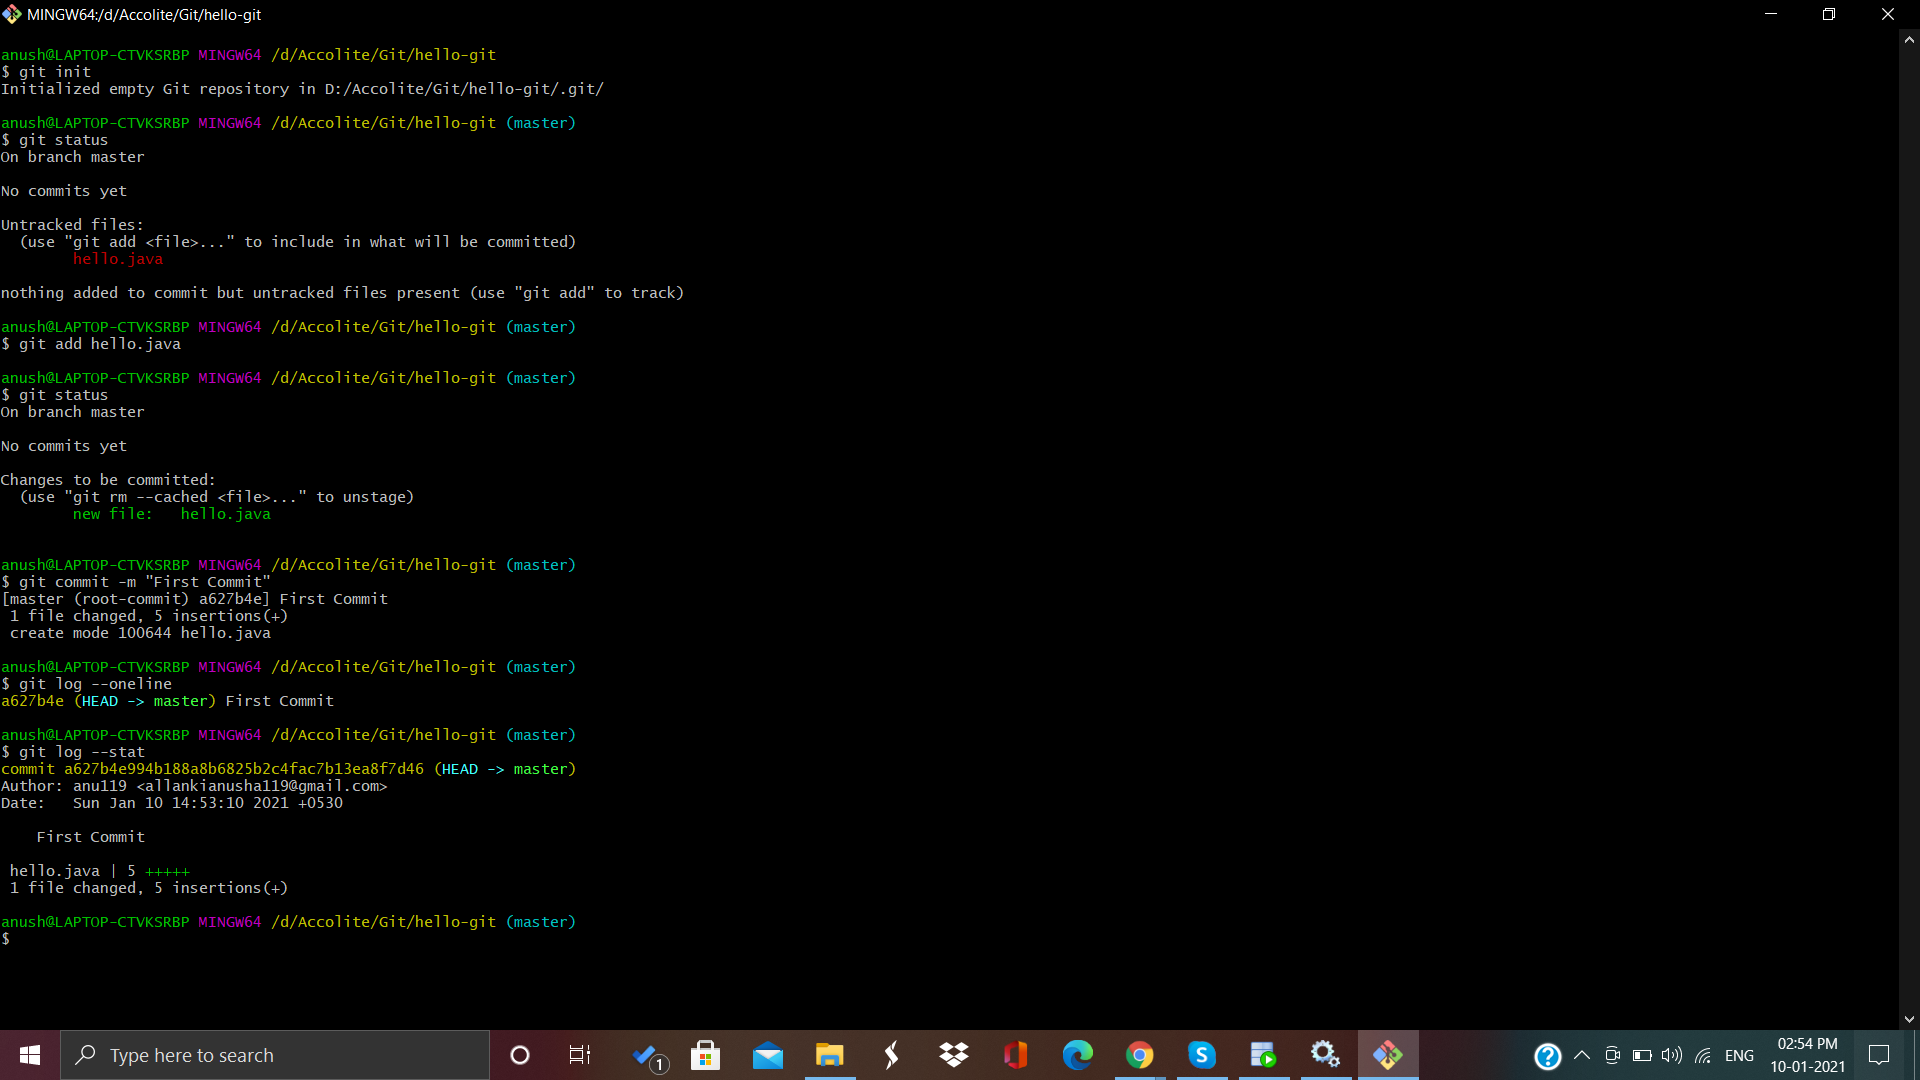 MINGW64:/d/Accolite/Git/hello-git
anush@LAPTOP-CTVKSRBP MINGW64 /d/Accolite/Git/hello-git
$ git init
Initialized empty Git repository in D:/Accolite/Git/hello-git/.git/
anush@LAPTOP-CTVKSRBP MINGW64 /d/Accolite/Git/hello-git (master)
$ git status
On branch master
No commits yet
Untracked files:
  (use "git add <file>..." to include in what will be committed)
        hello.java
nothing added to commit but untracked files present (use "git add" to track)
anush@LAPTOP-CTVKSRBP MINGW64 /d/Accolite/Git/hello-git (master)
$ git add hello.java
anush@LAPTOP-CTVKSRBP MINGW64 /d/Accolite/Git/hello-git (master)
$ git status
On branch master
No commits yet
Changes to be committed:
  (use "git rm --cached <file>..." to unstage)
        new file:   hello.java
anush@LAPTOP-CTVKSRBP MINGW64 /d/Accolite/Git/hello-git (master)
$ git commit -m "First Commit"
[master (root-commit) a627b4e] First Commit
 1 file changed, 5 insertions(+)
 create mode 100644 hello.java
anush@LAPTOP-CTVKSRBP MINGW64 /d/Accolite/Git/hello-git (master)
$ git log --oneline
a627b4e (HEAD -> master) First Commit
anush@LAPTOP-CTVKSRBP MINGW64 /d/Accolite/Git/hello-git (master)
$ git log --stat
commit a627b4e994b188a8b6825b2c4fac7b13ea8f7d46 (HEAD -> master)
Author: anu119 <allankianusha119@gmail.com>
Date:   Sun Jan 10 14:53:10 2021 +0530
    First Commit
 hello.java | 5 +++++
 1 file changed, 5 insertions(+)
anush@LAPTOP-CTVKSRBP MINGW64 /d/Accolite/Git/hello-git (master)
$
Type here to search
1
S
?
ENG
02:54 PM
10-01-2021